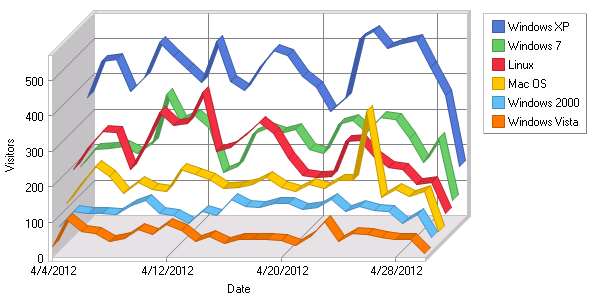 Windows XP
Windows 7
Linux
Mac OS
Windows 2000
Windows Vista
Visitors
500
400
300
200
100
0
4/4/2012
4/12/2012
4/20/2012
4/28/2012
Date